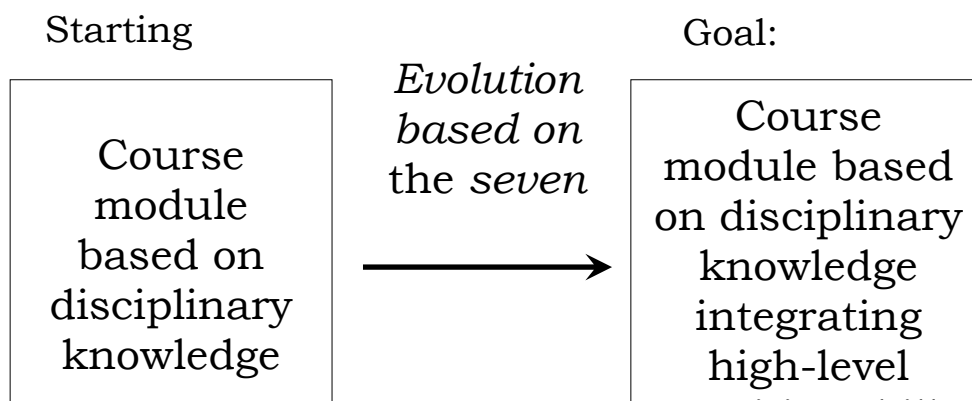 Starting
Goal:
Evolution
based on
the seven
Course
module
based on
disciplinary
knowledge
Course
module based
on disciplinary
knowledge
integrating
high-level